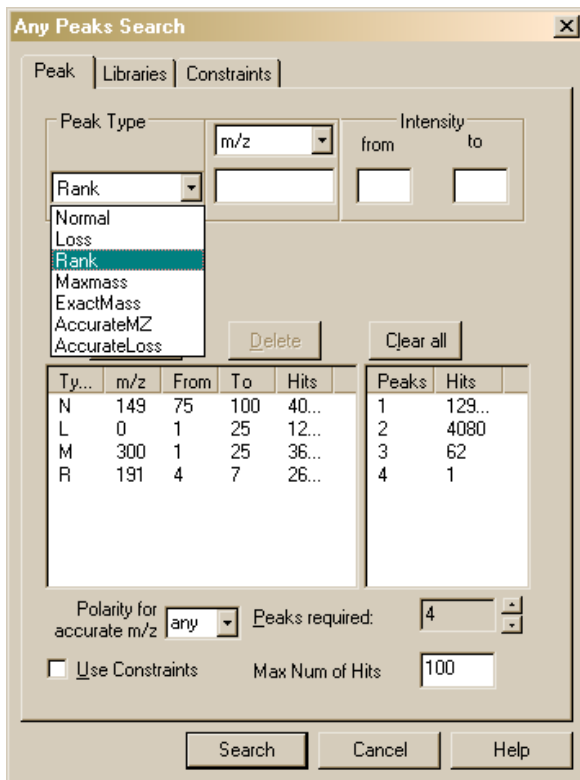 Any Peaks Search
Peak Libraries Constraints
Peak Type
Intensity
m/z
from to
Rank
Normal
Loss
Rank
Maxmass
ExactMass
AccurateMZ
AccurateLoss
Delete Clear all
Ty... m/z From To Hits
N 149 75 100 40...
L 0 1 25 12...
M 300 1 25 36...
R 191 4 7 26...
Peaks Hits
1 129...
2 4080
3 62
4 1
Polarity for
accurate m/z any Peaks required: 4
Use Constraints Max Num of Hits 100
Search Cancel Help